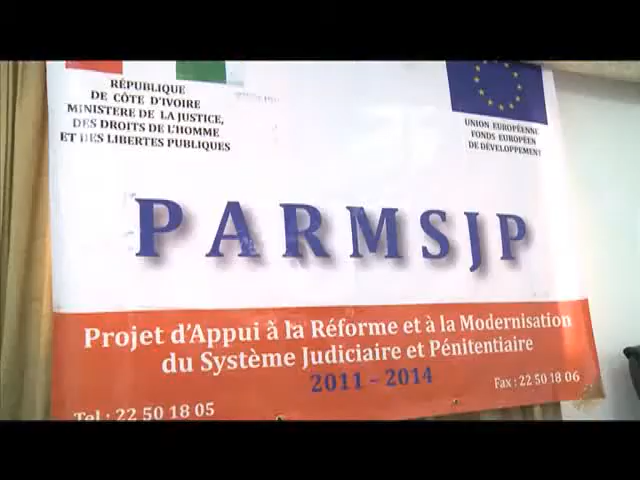 RÉPUBLIQUE
DE CÔTE D'IVOIRE
MINISTERE DE LA JUSTICE,
DES DROITS DE L'HOMME
ET DES LIBERTES PUBLIQUES
UNION EUROPÉENNE
FONDS EUROPÉEN
DE DÉVELOPPEMENT
PARMSJP
Projet d'Appui à la Réforme et à la Modernisation
du Système Judiciaire et Pénitentiaire
2011 - 2014
Tel : 22 50 18 05
Fax : 22 50 18 06